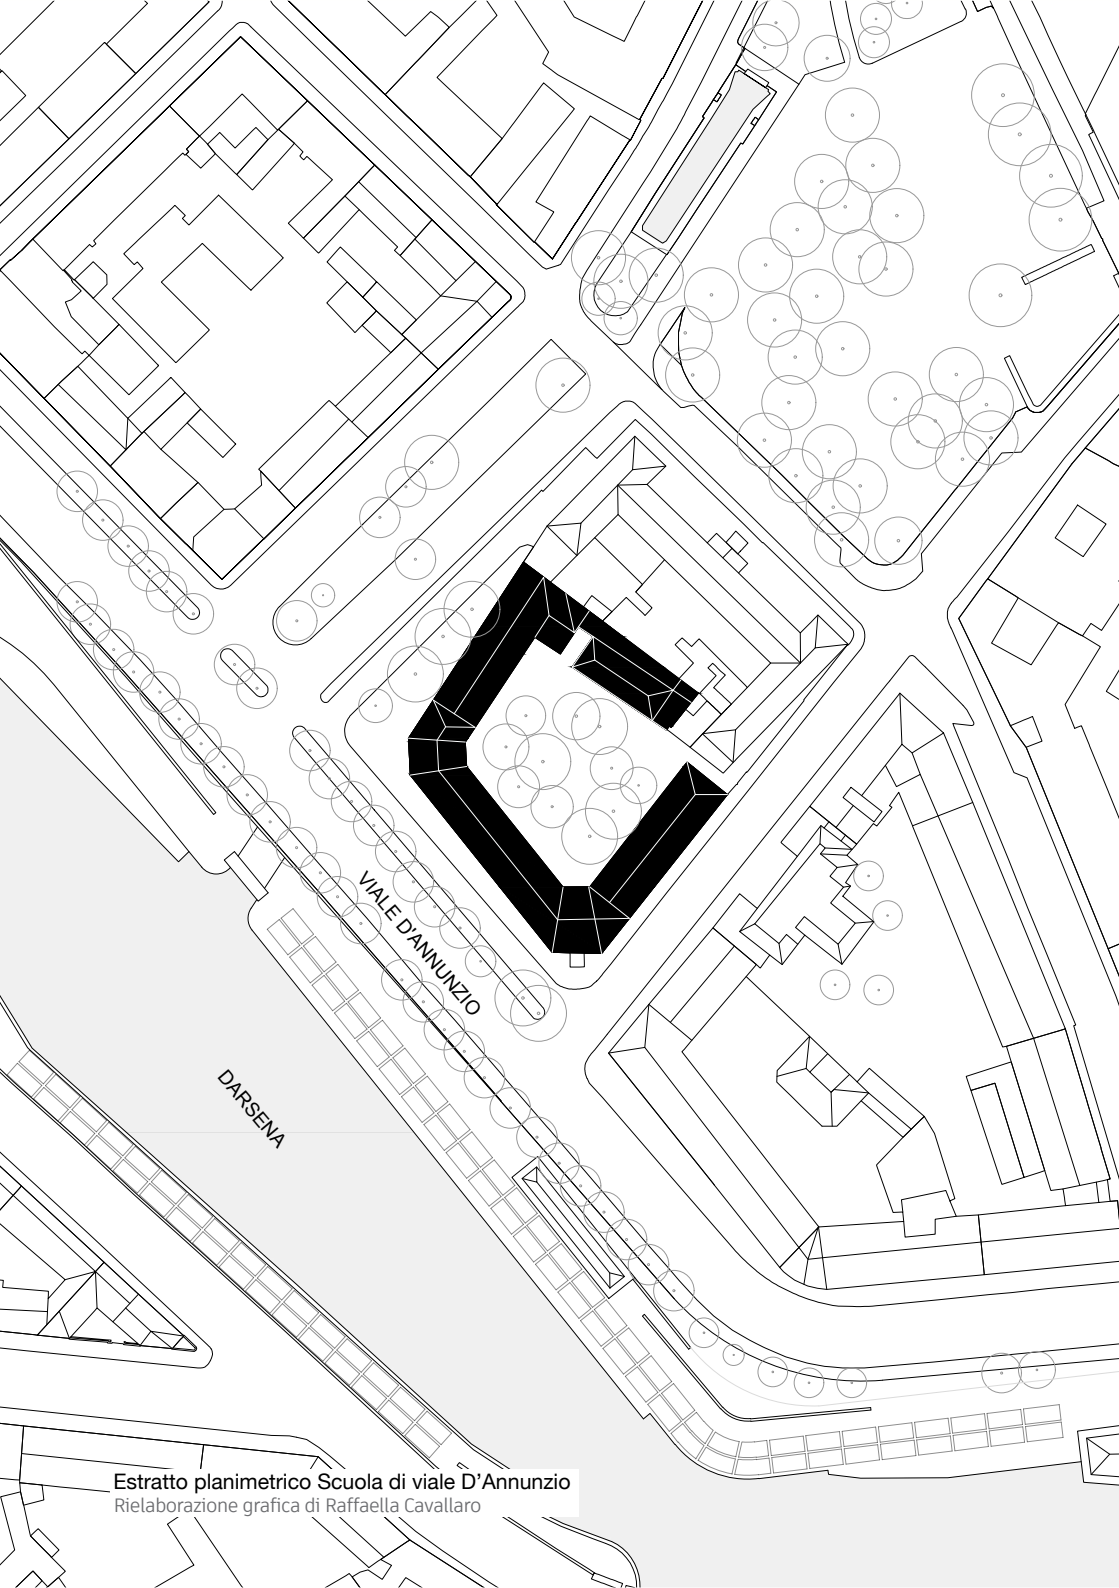 VIALE D'ANNUNZIO
DARSENA
Estratto planimetrico Scuola di viale D'Annunzio
Rielaborazione grafica di Raffaella Cavallaro